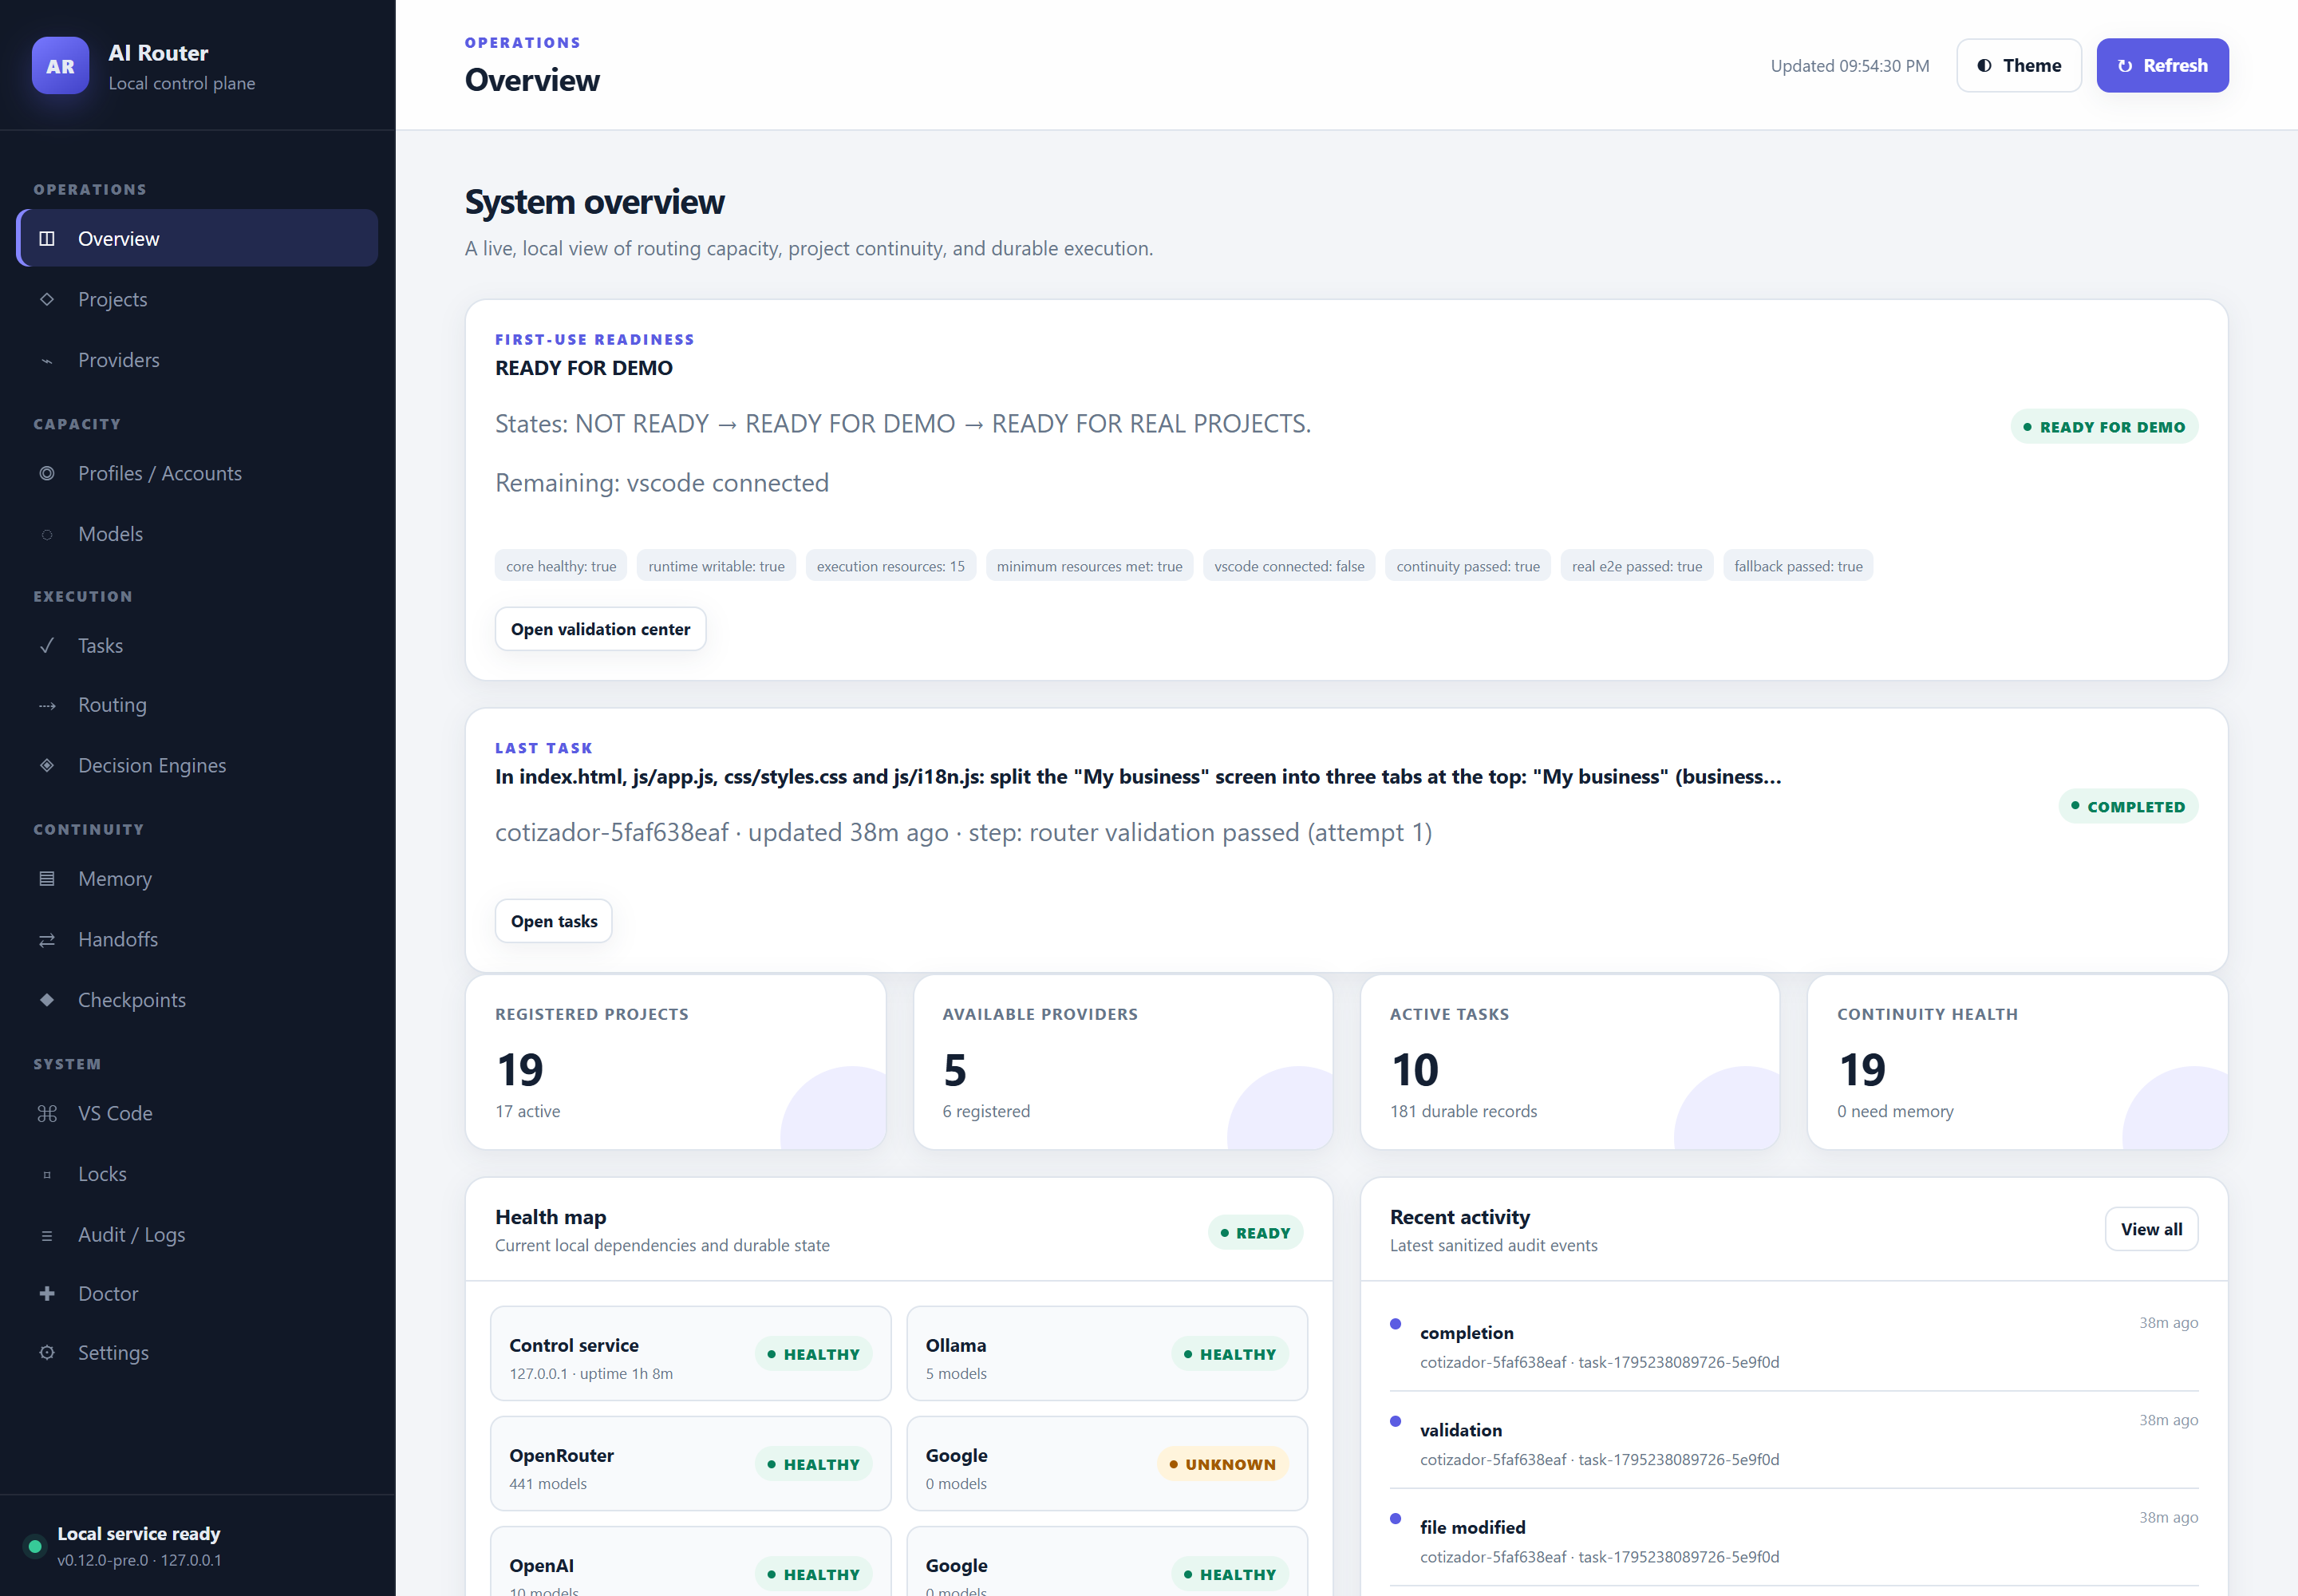 AR
AI Router
Local control plane
OPERATIONS
Overview
Projects
Providers
CAPACITY
Profiles / Accounts
Models
EXECUTION
Tasks
Routing
Decision Engines
CONTINUITY
Memory
Handoffs
Checkpoints
SYSTEM
VS Code
Locks
Audit / Logs
Doctor
Settings
Local service ready
v0.12.0-pre.0 · 127.0.0.1
OPERATIONS
Overview
Updated 09:54:30 PM
Theme
Refresh
System overview
A live, local view of routing capacity, project continuity, and durable execution.
FIRST-USE READINESS
READY FOR DEMO
States: NOT READY → READY FOR DEMO → READY FOR REAL PROJECTS.
READY FOR DEMO
Remaining: vscode connected
core healthy: true
runtime writable: true
execution resources: 15
minimum resources met: true
vscode connected: false
continuity passed: true
real e2e passed: true
fallback passed: true
Open validation center
LAST TASK
In index.html, js/app.js, css/styles.css and js/i18n.js: split the "My business" screen into three tabs at the top: "My business" (business...
COMPLETED
cotizador-5faf638eaf · updated 38m ago · step: router validation passed (attempt 1)
Open tasks
REGISTERED PROJECTS
19
17 active
AVAILABLE PROVIDERS
5
6 registered
ACTIVE TASKS
10
181 durable records
CONTINUITY HEALTH
19
0 need memory
Health map
Current local dependencies and durable state
READY
Control service
127.0.0.1 · uptime 1h 8m
HEALTHY
Ollama
5 models
HEALTHY
OpenRouter
441 models
HEALTHY
Google
0 models
UNKNOWN
OpenAI
10 models
HEALTHY
Google
0 models
HEALTHY
Recent activity
Latest sanitized audit events
View all
completion
38m ago
cotizador-5faf638eaf · task-1795238089726-5e9f0d
validation
38m ago
cotizador-5faf638eaf · task-1795238089726-5e9f0d
file modified
38m ago
cotizador-5faf638eaf · task-1795238089726-5e9f0d